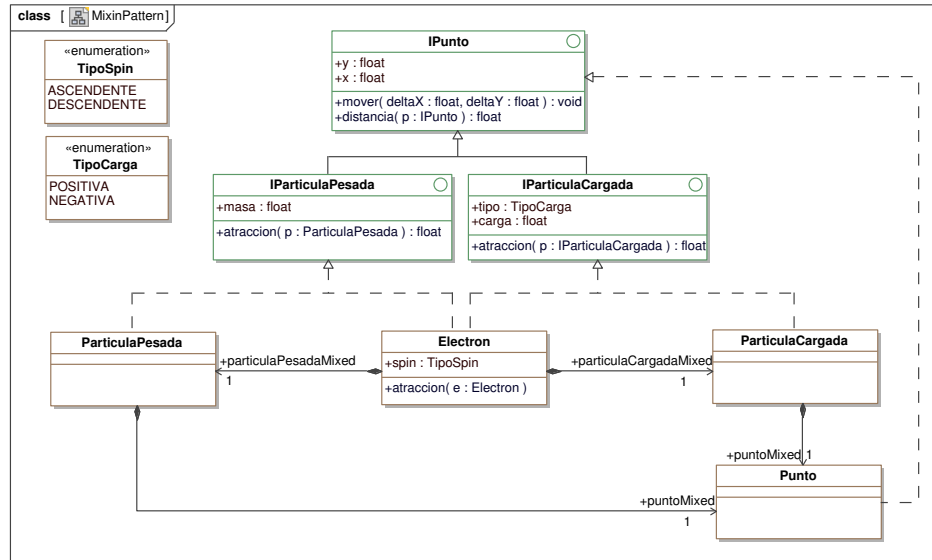 class [ MixinPattern]
«enumeration»
TipoSpin
ASCENDENTE
DESCENDENTE
«enumeration»
TipoCarga
POSITIVA
NEGATIVA
IPunto
+y : float
+x : float
+mover( deltaX : float, deltaY : float ) : void
+distancia( p : IPunto ) : float
IParticulaPesada
+masa : float
+atraccion( p : ParticulaPesada ) : float
IParticulaCargada
+tipo : TipoCarga
+carga : float
+atraccion( p : IParticulaCargada ) : float
ParticulaPesada
+particulaPesadaMixed
1
Electron
+spin : TipoSpin
+atraccion( e : Electron )
+particulaCargadaMixed
1
ParticulaCargada
+puntoMixed 1
Punto
+puntoMixed
1